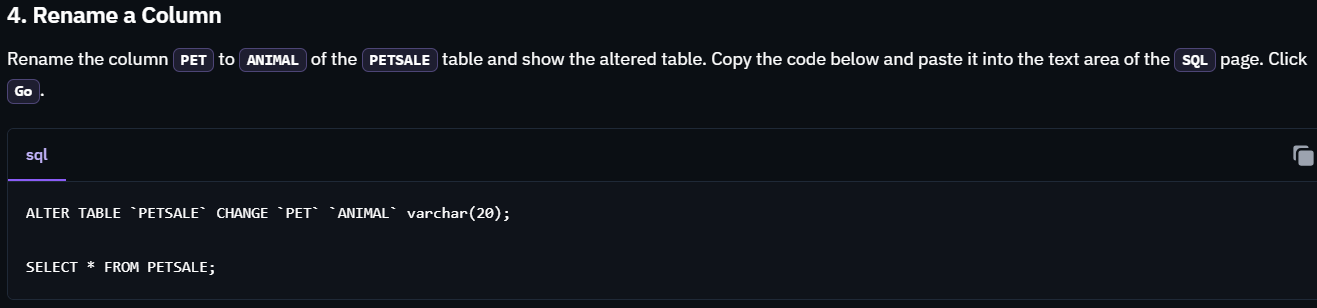 4. Rename a Column
Rename the column PET to ANIMAL of the PETSALE table and show the altered table. Copy the code below and paste it into the text area of the SQL page. Click
Go.
sql
ALTER TABLE `PETSALE` CHANGE `PET` `ANIMAL` varchar(20);
SELECT * FROM PETSALE;